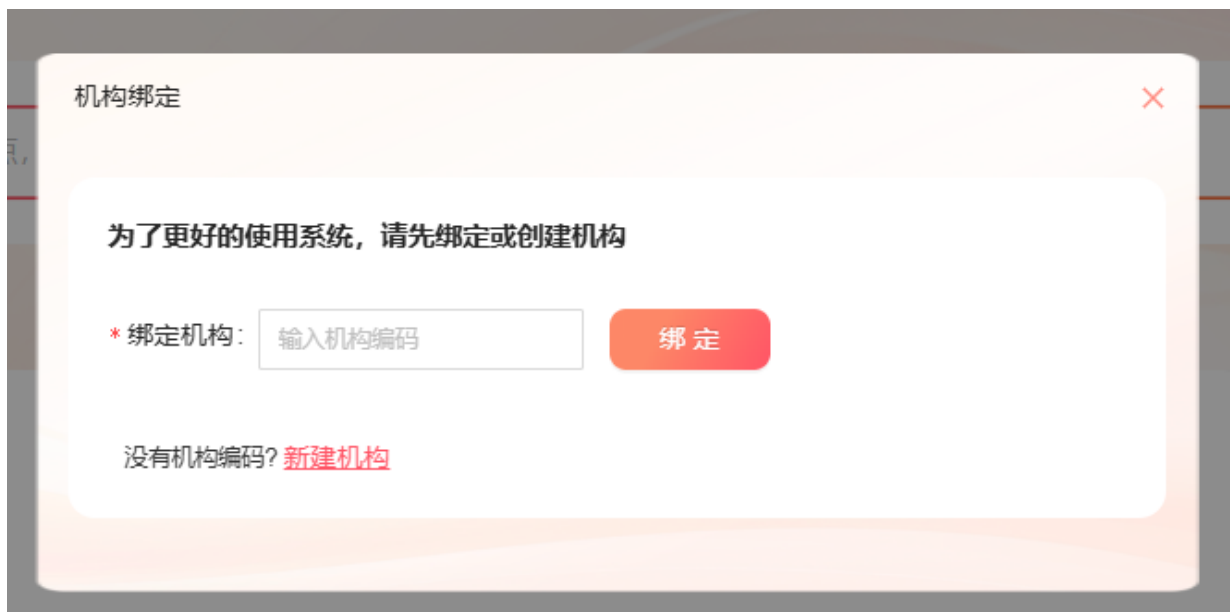 机构绑定
点，
为了更好的使用系统，请先绑定或创建机构
* 绑定机构： 输入机构编码 绑 定
没有机构编码? 新建机构